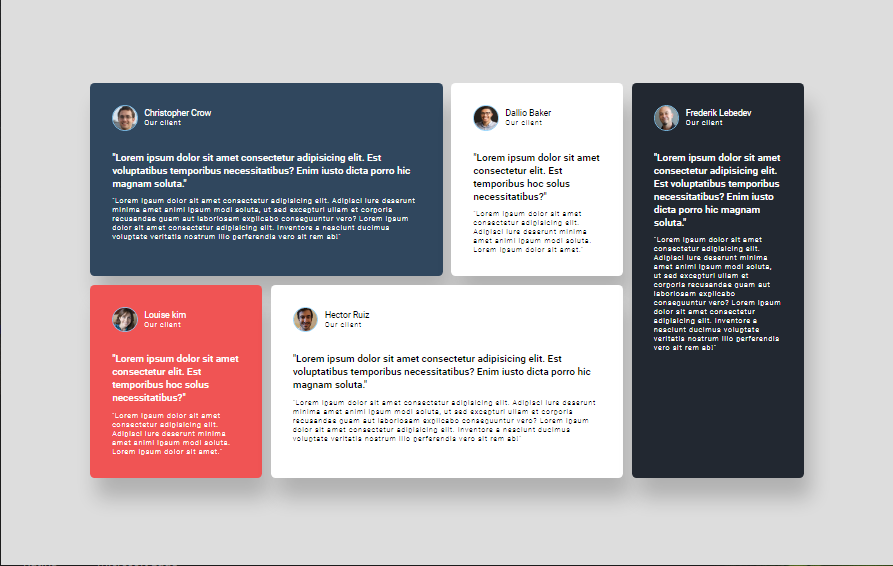 Christopher Crow
Our client
"Lorem ipsum dolor sit amet consectetur adipisicing elit. Est
voluptatibus temporibus necessitatibus? Enim iusto dicta porro hic
magnam soluta."
"Lorem ipsum dolor sit amet consectetur adipisicing elit. Adipisci iure deserunt
minima amet animi ipsum modi soluta, ut sed excepturi ullam et corporis
recusandae quam aut laboriosam explicabo consequuntur vero? Lorem ipsum
dolor sit amet consectetur adipisicing elit. Inventore a nesciunt ducimus
voluptate veritatis nostrum illo perferendis vero sit rem ab!"
Dallio Baker
Our client
"Lorem ipsum dolor sit amet
consectetur elit. Est
temporibus hoc solus
necessitatibus?"
"Lorem ipsum dolor sit amet
consectetur adipisicing elit.
Adipisci iure deserunt minima
amet animi ipsum modi soluta.
Lorem ipsum dolor sit amet."
Frederik Lebedev
Our client
"Lorem ipsum dolor sit amet
consectetur adipisicing elit.
Est voluptatibus temporibus
necessitatibus? Enim iusto
dicta porro hic magnam
soluta."
"Lorem ipsum dolor sit amet
consectetur adipisicing elit.
Adipisci iure deserunt minima
amet animi ipsum modi soluta,
ut sed excepturi ullam et
corporis recusandae quam aut
laboriosam explicabo
consequuntur vero? Lorem ipsum
dolor sit amet consectetur
adipisicing elit. Inventore a
nesciunt ducimus voluptate
veritatis nostrum illo perferendis
vero sit rem ab!"
Louise kim
Our client
"Lorem ipsum dolor sit amet
consectetur elit. Est
temporibus hoc solus
necessitatibus?"
"Lorem ipsum dolor sit amet
consectetur adipisicing elit.
Adipisci iure deserunt minima
amet animi ipsum modi soluta.
Lorem ipsum dolor sit amet."
Hector Ruiz
Our client
"Lorem ipsum dolor sit amet consectetur adipisicing elit. Est
voluptatibus temporibus necessitatibus? Enim iusto dicta porro hic
magnam soluta."
"Lorem ipsum dolor sit amet consectetur adipisicing elit. Adipisci iure deserunt
minima amet animi ipsum modi soluta, ut sed excepturi ullam et corporis
recusandae quam aut laboriosam explicabo consequuntur vero? Lorem ipsum
dolor sit amet consectetur adipisicing elit. Inventore a nesciunt ducimus
voluptate veritatis nostrum illo perferendis vero sit rem ab!"